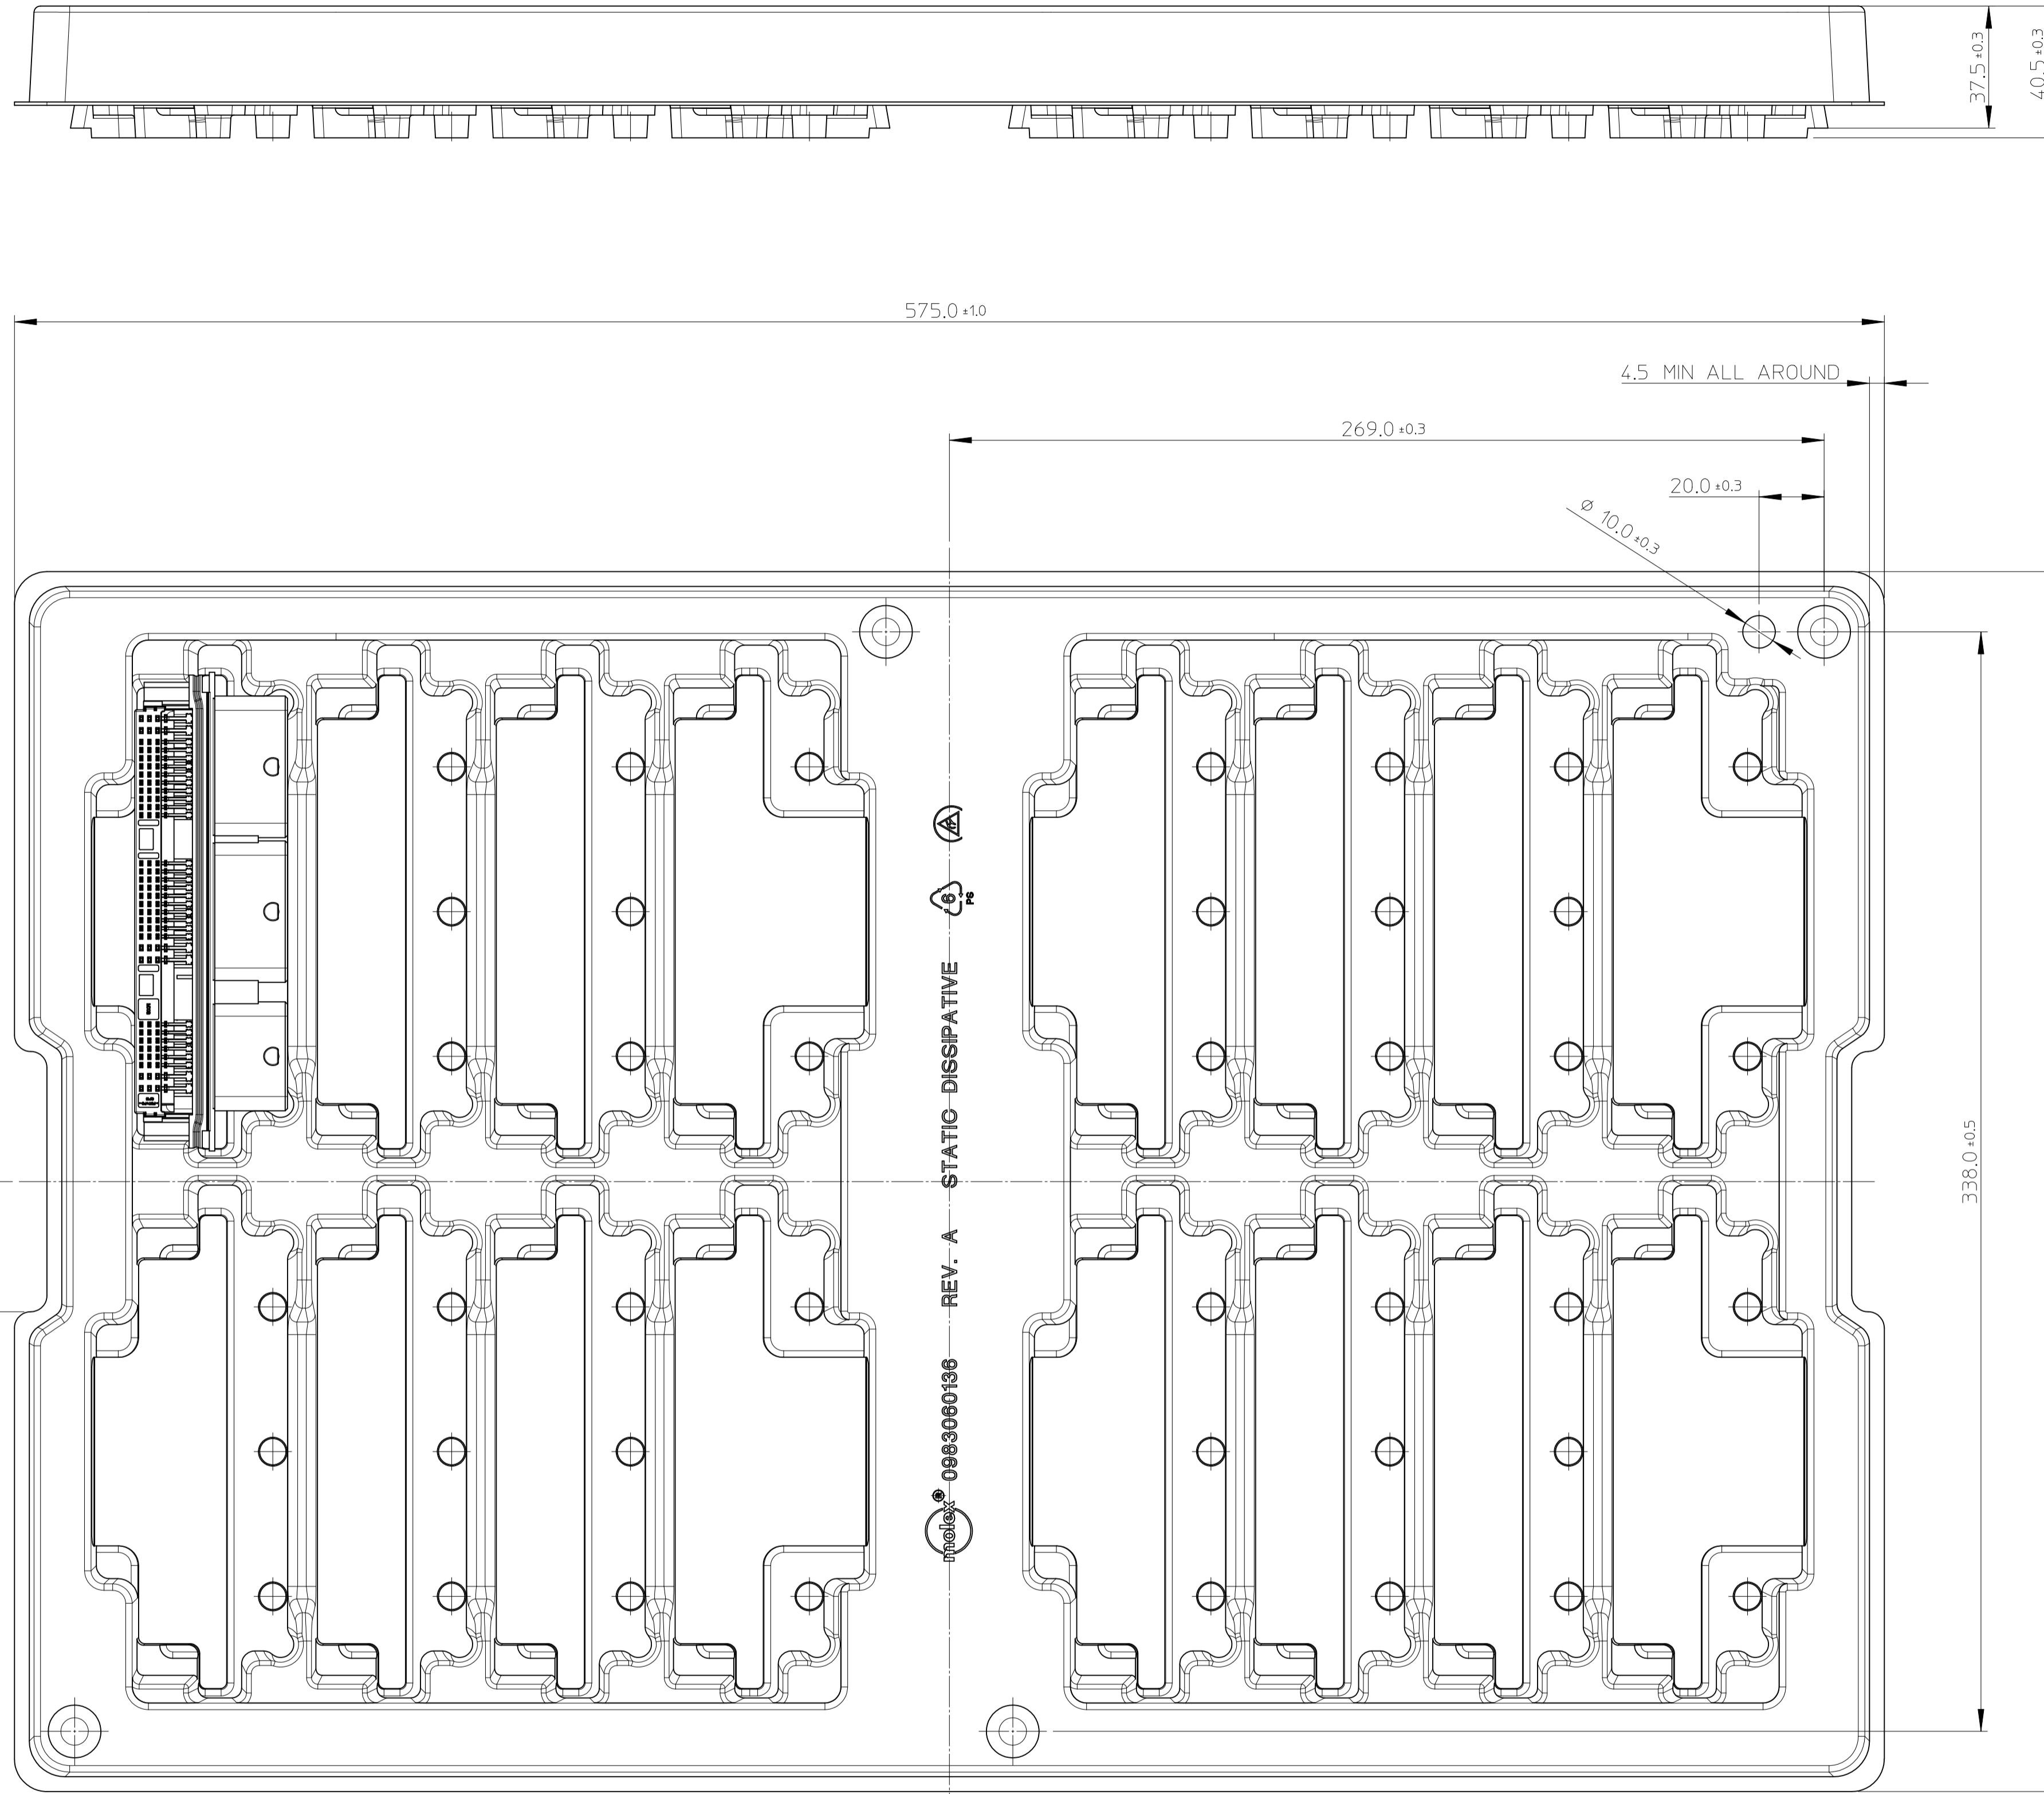 37.5 ±0.3
40.5 ±0.3
575.0 ±1.0
4.5 MIN ALL AROUND
269.0 ±0.3
20.0 ±0.3
Ø 10.0 ±0.3
338.0 ±0.5
6
PS
molex® 0983060136 REV. A STATIC DISSIPATIVE